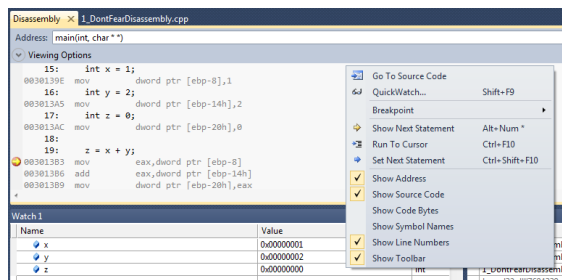 Disassembly 1_DontFearDisassembly.cpp
Address: main(int, char * *)
Viewing Options
15: int x = 1;
0030139E mov dword ptr [ebp-8],1
16: int y = 2;
003013A5 mov dword ptr [ebp-14h],2
17: int z = 0;
003013AC mov dword ptr [ebp-20h],0
18:
19: z = x + y;
003013B3 mov eax,dword ptr [ebp-8]
003013B6 add eax,dword ptr [ebp-14h]
003013B9 mov dword ptr [ebp-20h],eax
Go To Source Code
QuickWatch... Shift+F9
Breakpoint
Show Next Statement Alt+Num *
Run To Cursor Ctrl+F10
Set Next Statement Ctrl+Shift+F10
Show Address
Show Source Code
Show Code Bytes
Show Symbol Names
Show Line Numbers
Show Toolbar
Watch 1
Name Value
x 0x00000001
y 0x00000002
z 0x00000000 int